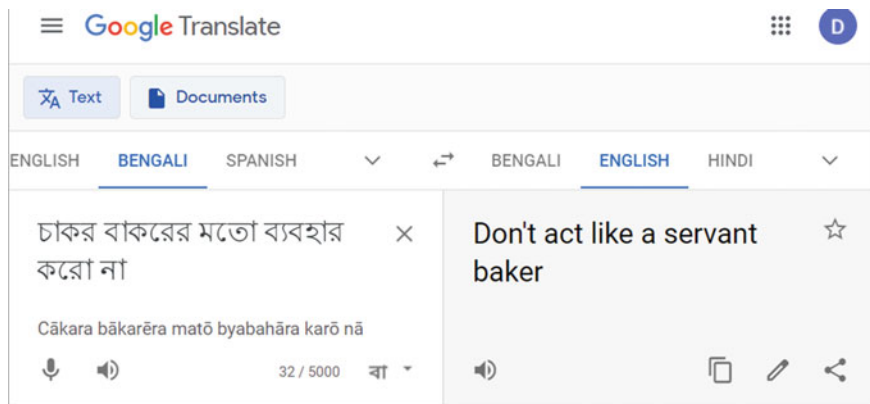 Google Translate
D
Text
Documents
ENGLISH BENGALI SPANISH BENGALI ENGLISH HINDI
চাকর বাকরের মতো ব্যবহার
করো না
Cākara bākarēra matō byabahāra karō nā
32 / 5000
বা
Don't act like a servant
baker